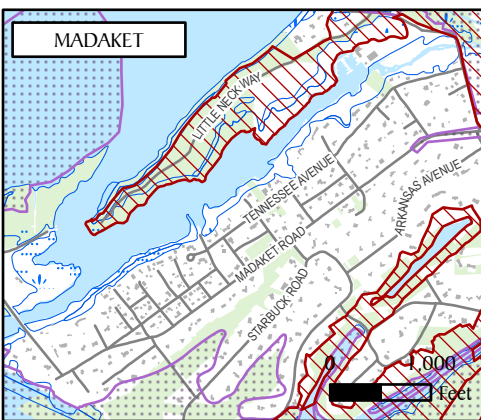 MADAKET
LITTLE NECK WAY
TENNESSEE AVENUE
ARKANSAS AVENUE
MADAKET ROAD
STARBUCK ROAD
0 1,000
Feet